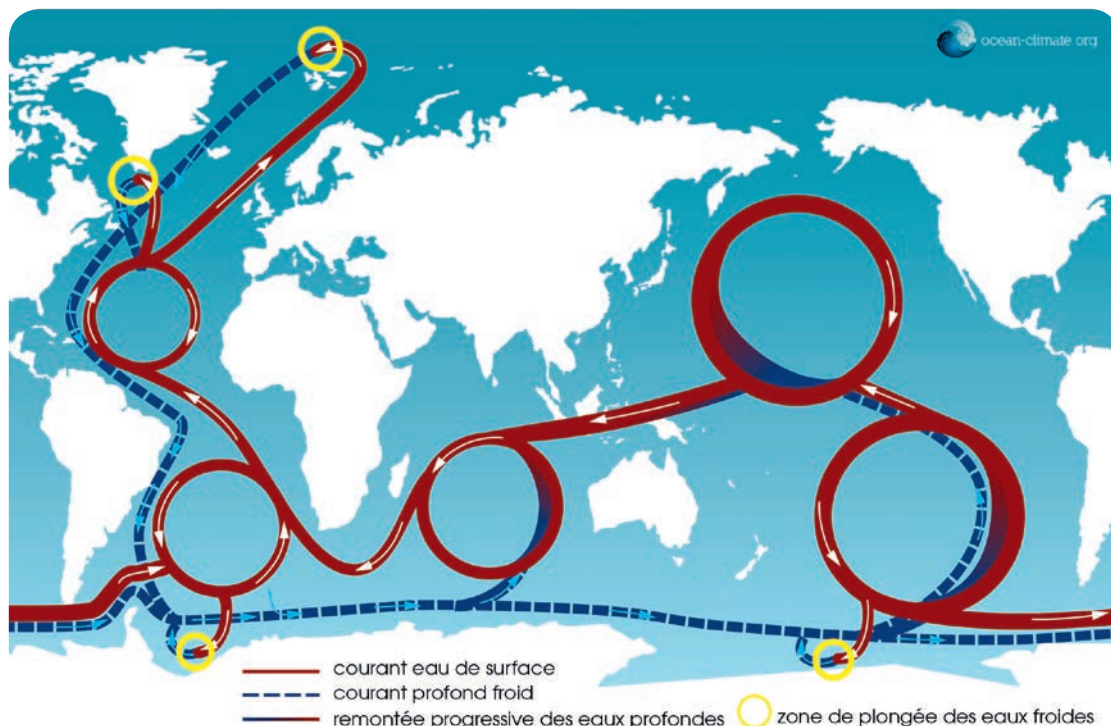 ocean-climate.org
courant eau de surface
courant profond froid
remontée progressive des eaux profondes
zone de plongée des eaux froides